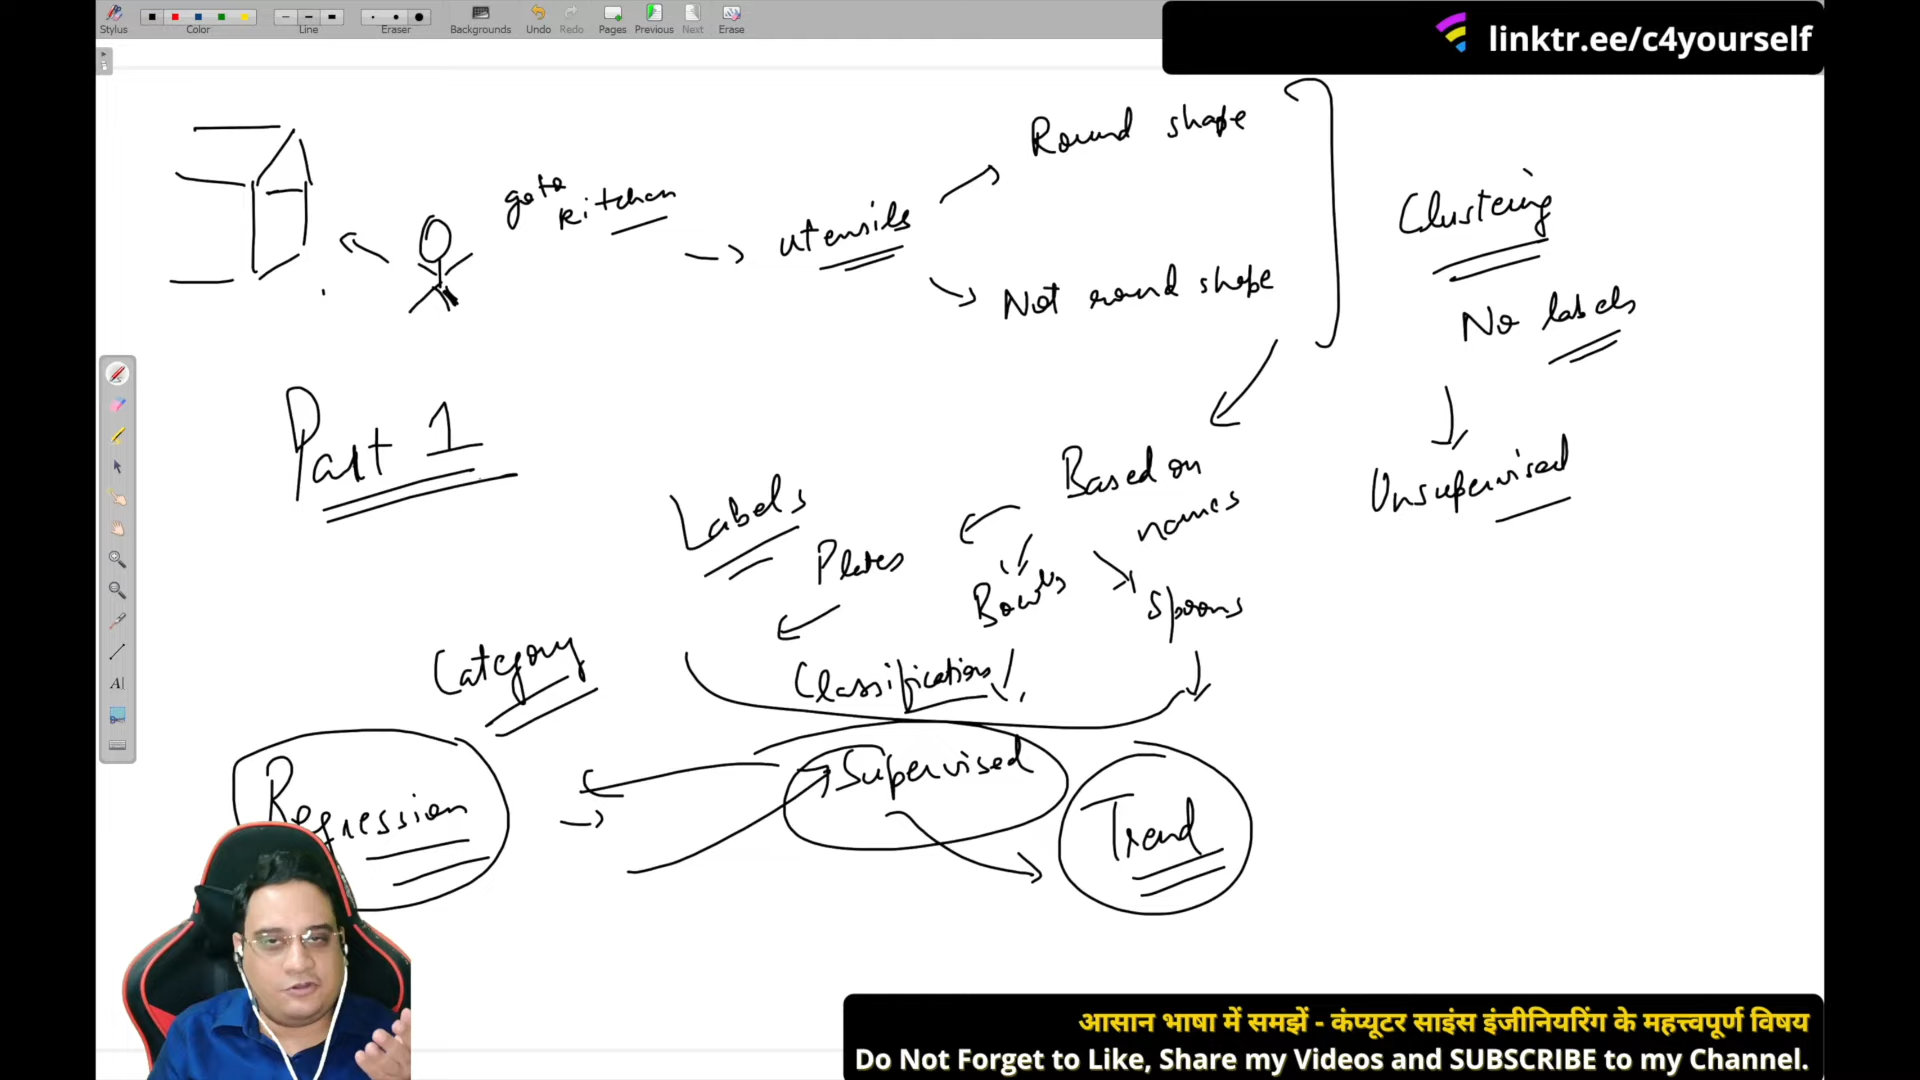 Stylus
Color
Line
Eraser
Backgrounds
Undo
Redo
Pages
Previous
Next
Erase
linktr.ee/c4yourself
Round shape
goto
kitchen
utensils
Not round shape
Clustering
No labels
Unsupervised
Part 1
Based on
names
Labels
Plates
Bowls
Spoons
Category
Classification
Supervised
Regression
Trend
आसान भाषा में समझें - कंप्यूटर साइंस इंजीनियरिंग के महत्त्वपूर्ण विषय
Do Not Forget to Like, Share my Videos and SUBSCRIBE to my Channel.